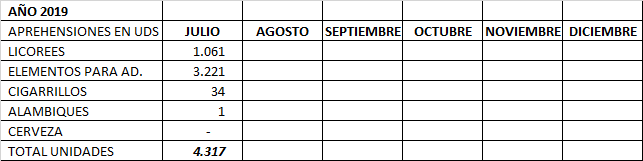 AÑO 2019
APREHENSIONES EN UDS JULIO AGOSTO SEPTIEMBRE OCTUBRE NOVIEMBRE DICIEMBRE
LICOREES 1.061
ELEMENTOS PARA AD. 3.221
CIGARRILLOS 34
ALAMBIQUES 1
CERVEZA -
TOTAL UNIDADES 4.317